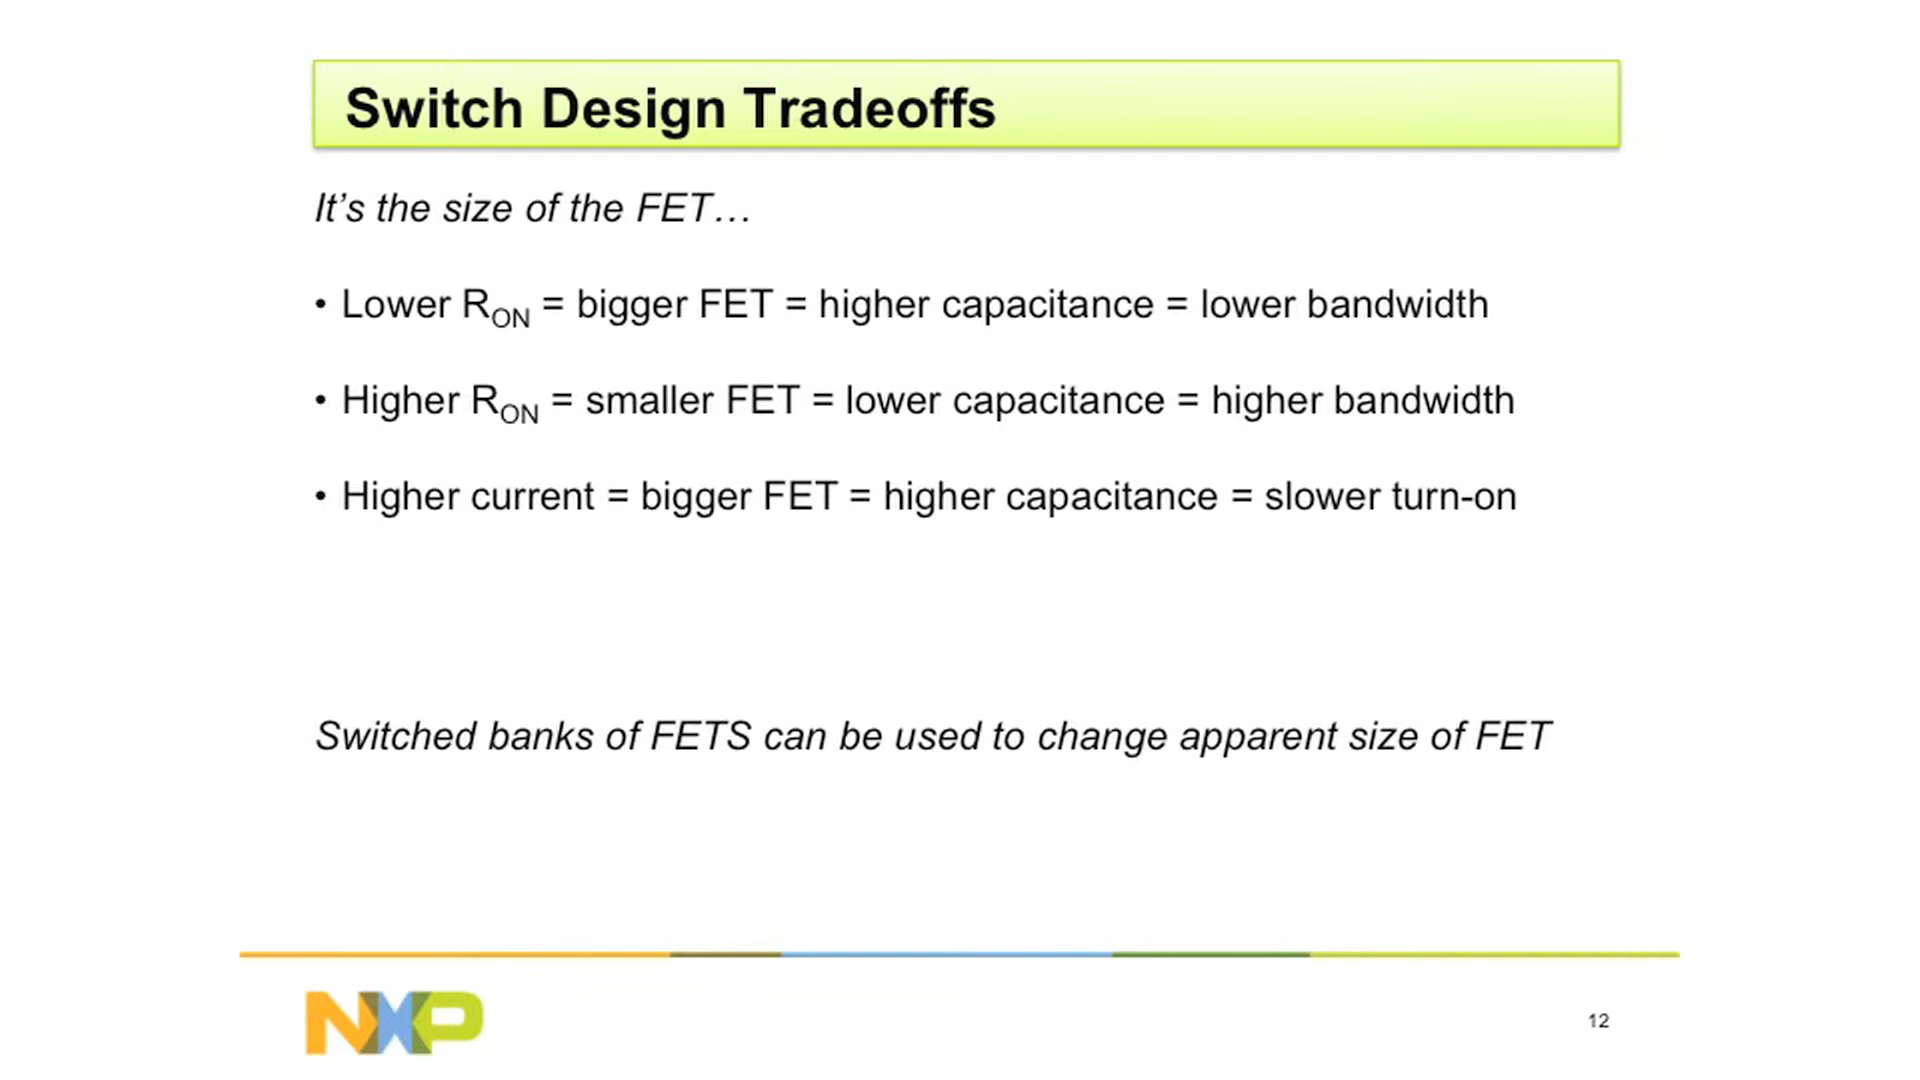 Switch Design Tradeoffs
It’s the size of the FET…
• Lower RON = bigger FET = higher capacitance = lower bandwidth
• Higher RON = smaller FET = lower capacitance = higher bandwidth
• Higher current = bigger FET = higher capacitance = slower turn-on
Switched banks of FETS can be used to change apparent size of FET
NXP
12